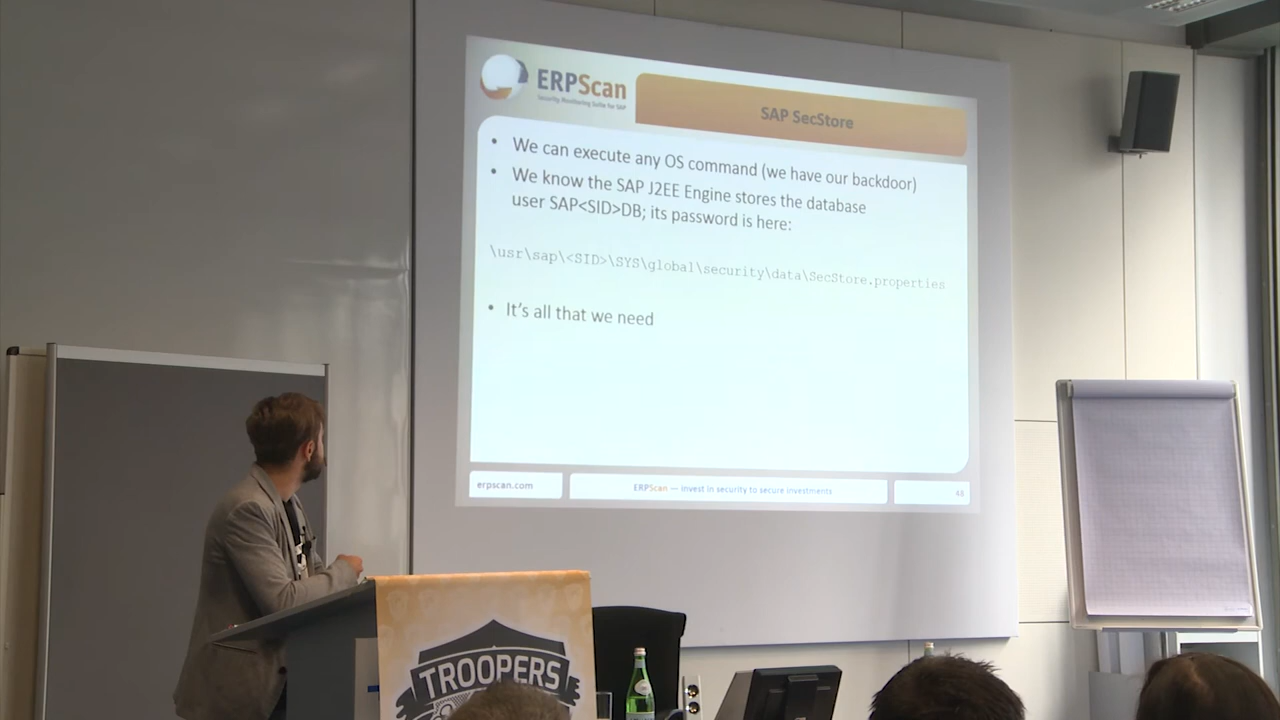 ERPScan
Security Monitoring Suite for SAP
SAP SecStore
• We can execute any OS command (we have our backdoor)
• We know the SAP J2EE Engine stores the database
user SAP<SID>DB; its password is here:
\usr\sap\<SID>\SYS\global\security\data\SecStore.properties
• It's all that we need
erpscan.com
ERPScan — invest in security to secure investments
48
TROOPERS